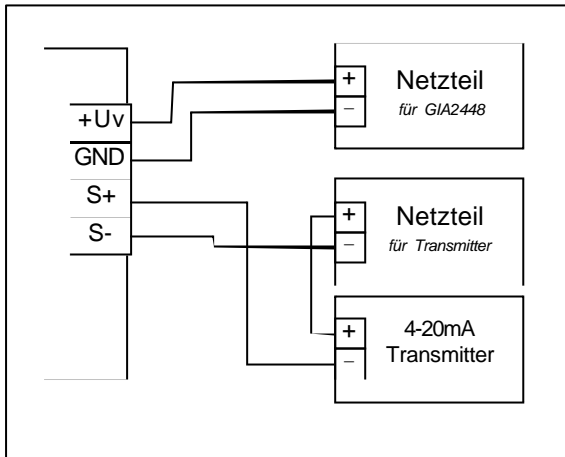 +Uv
GND
S+
S-
+
−
Netzteil
für GIA2448
+
−
Netzteil
für Transmitter
+
−
4-20mA
Transmitter